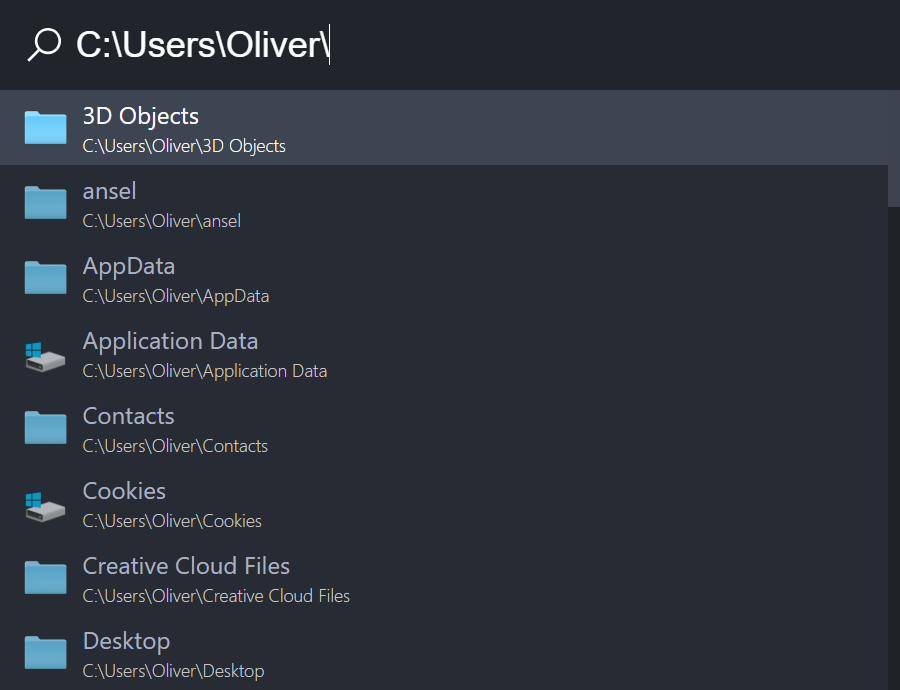 C:\Users\Oliver\
3D Objects
C:\Users\Oliver\3D Objects
ansel
C:\Users\Oliver\ansel
AppData
C:\Users\Oliver\AppData
Application Data
C:\Users\Oliver\Application Data
Contacts
C:\Users\Oliver\Contacts
Cookies
C:\Users\Oliver\Cookies
Creative Cloud Files
C:\Users\Oliver\Creative Cloud Files
Desktop
C:\Users\Oliver\Desktop